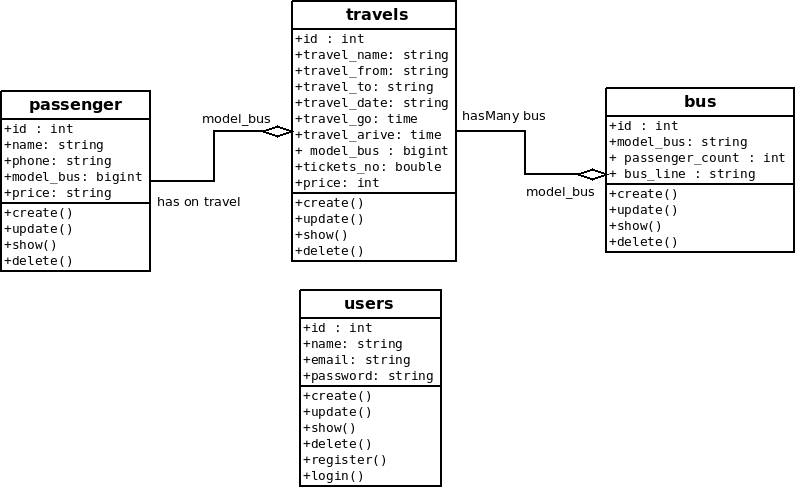 travels
+id : int
+travel_name: string
+travel_from: string
+travel_to: string
+travel_date: string
+travel_go: time
+travel_arive: time
+ model_bus : bigint
+tickets_no: bouble
+price: int
+create()
+update()
+show()
+delete()
passenger
+id : int
+name: string
+phone: string
+model_bus: bigint
+price: string
+create()
+update()
+show()
+delete()
model_bus
has on travel
hasMany bus
model_bus
bus
+id : int
+model_bus: string
+ passenger_count : int
+ bus_line : string
+create()
+update()
+show()
+delete()
users
+id : int
+name: string
+email: string
+password: string
+create()
+update()
+show()
+delete()
+register()
+login()